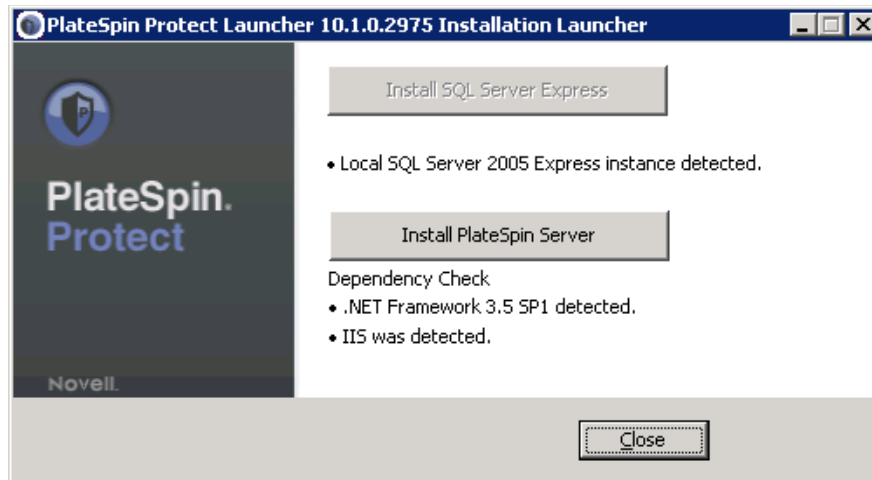 PlateSpin Protect Launcher 10.1.0.2975 Installation Launcher
Install SQL Server Express
• Local SQL Server 2005 Express instance detected.
PlateSpin.
Protect
Install PlateSpin Server
Dependency Check
• .NET Framework 3.5 SP1 detected.
• IIS was detected.
Novell.
Close